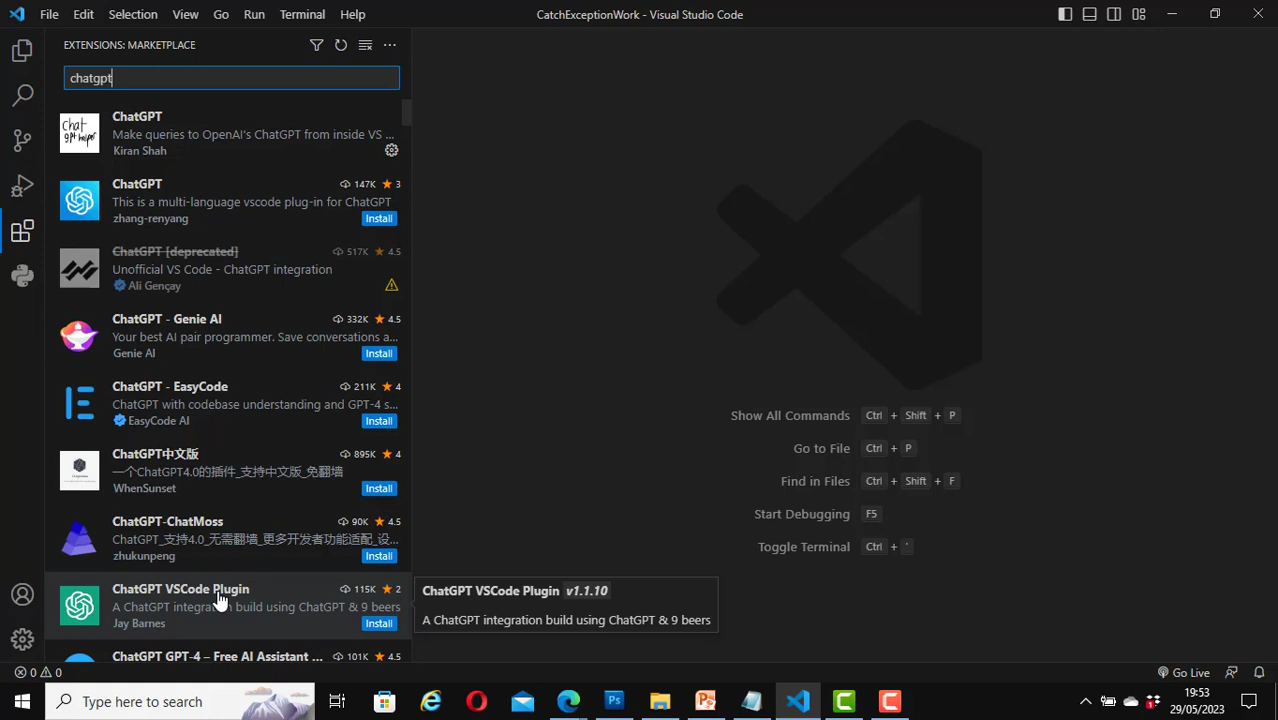 File Edit Selection View Go Run Terminal Help
CatchExceptionWork - Visual Studio Code
EXTENSIONS: MARKETPLACE
chatgpt
Chat gpt helper
ChatGPT
Make queries to OpenAI's ChatGPT from inside VS ...
Kiran Shah
ChatGPT 147K 3
This is a multi-language vscode plug-in for ChatGPT
zhang-renyang Install
ChatGPT [deprecated] 517K 4.5
Unofficial VS Code - ChatGPT integration
Ali Gençay
ChatGPT - Genie AI 332K 4.5
Your best AI pair programmer. Save conversations a...
Genie AI Install
ChatGPT - EasyCode 211K 4
ChatGPT with codebase understanding and GPT-4 s...
EasyCode AI Install
ChatGPT中文版 895K 4
一个ChatGPT4.0的插件_支持中文版_免翻墙
WhenSunset Install
ChatGPT-ChatMoss 90K 4.5
ChatGPT_支持4.0_无需翻墙_更多开发者功能适配_设...
zhukunpeng Install
ChatGPT VSCode Plugin 115K 2
A ChatGPT integration build using ChatGPT & 9 beers
Jay Barnes Install
ChatGPT GPT-4 – Free AI Assistant ... 101K 4.5
ChatGPT VSCode Plugin v1.1.10
A ChatGPT integration build using ChatGPT & 9 beers
Show All Commands Ctrl + Shift + P
Go to File Ctrl + P
Find in Files Ctrl + Shift + F
Start Debugging F5
Toggle Terminal Ctrl + `
0 0
Go Live
Type here to search
Ps
19:53
29/05/2023